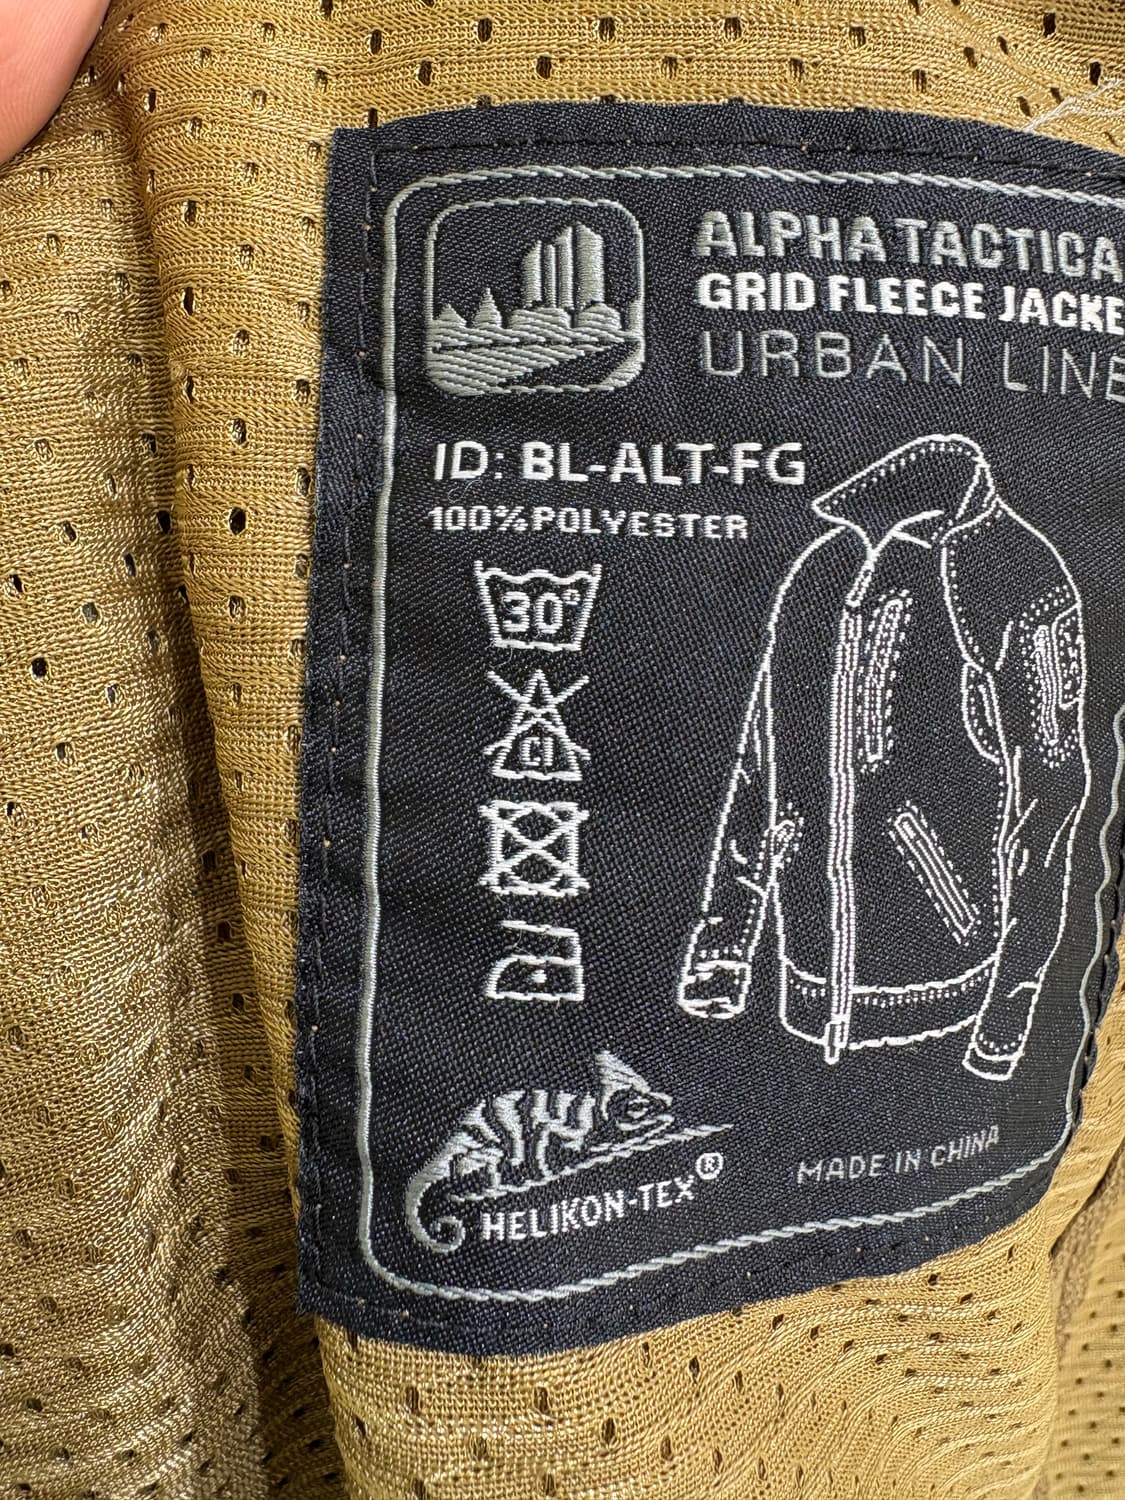 ALPHA TACTICA
GRID FLEECE JACKE
URBAN LINE
ID: BL-ALT-FG
100% POLYESTER
30°
Cl
HELIKON-TEX®
MADE IN CHINA